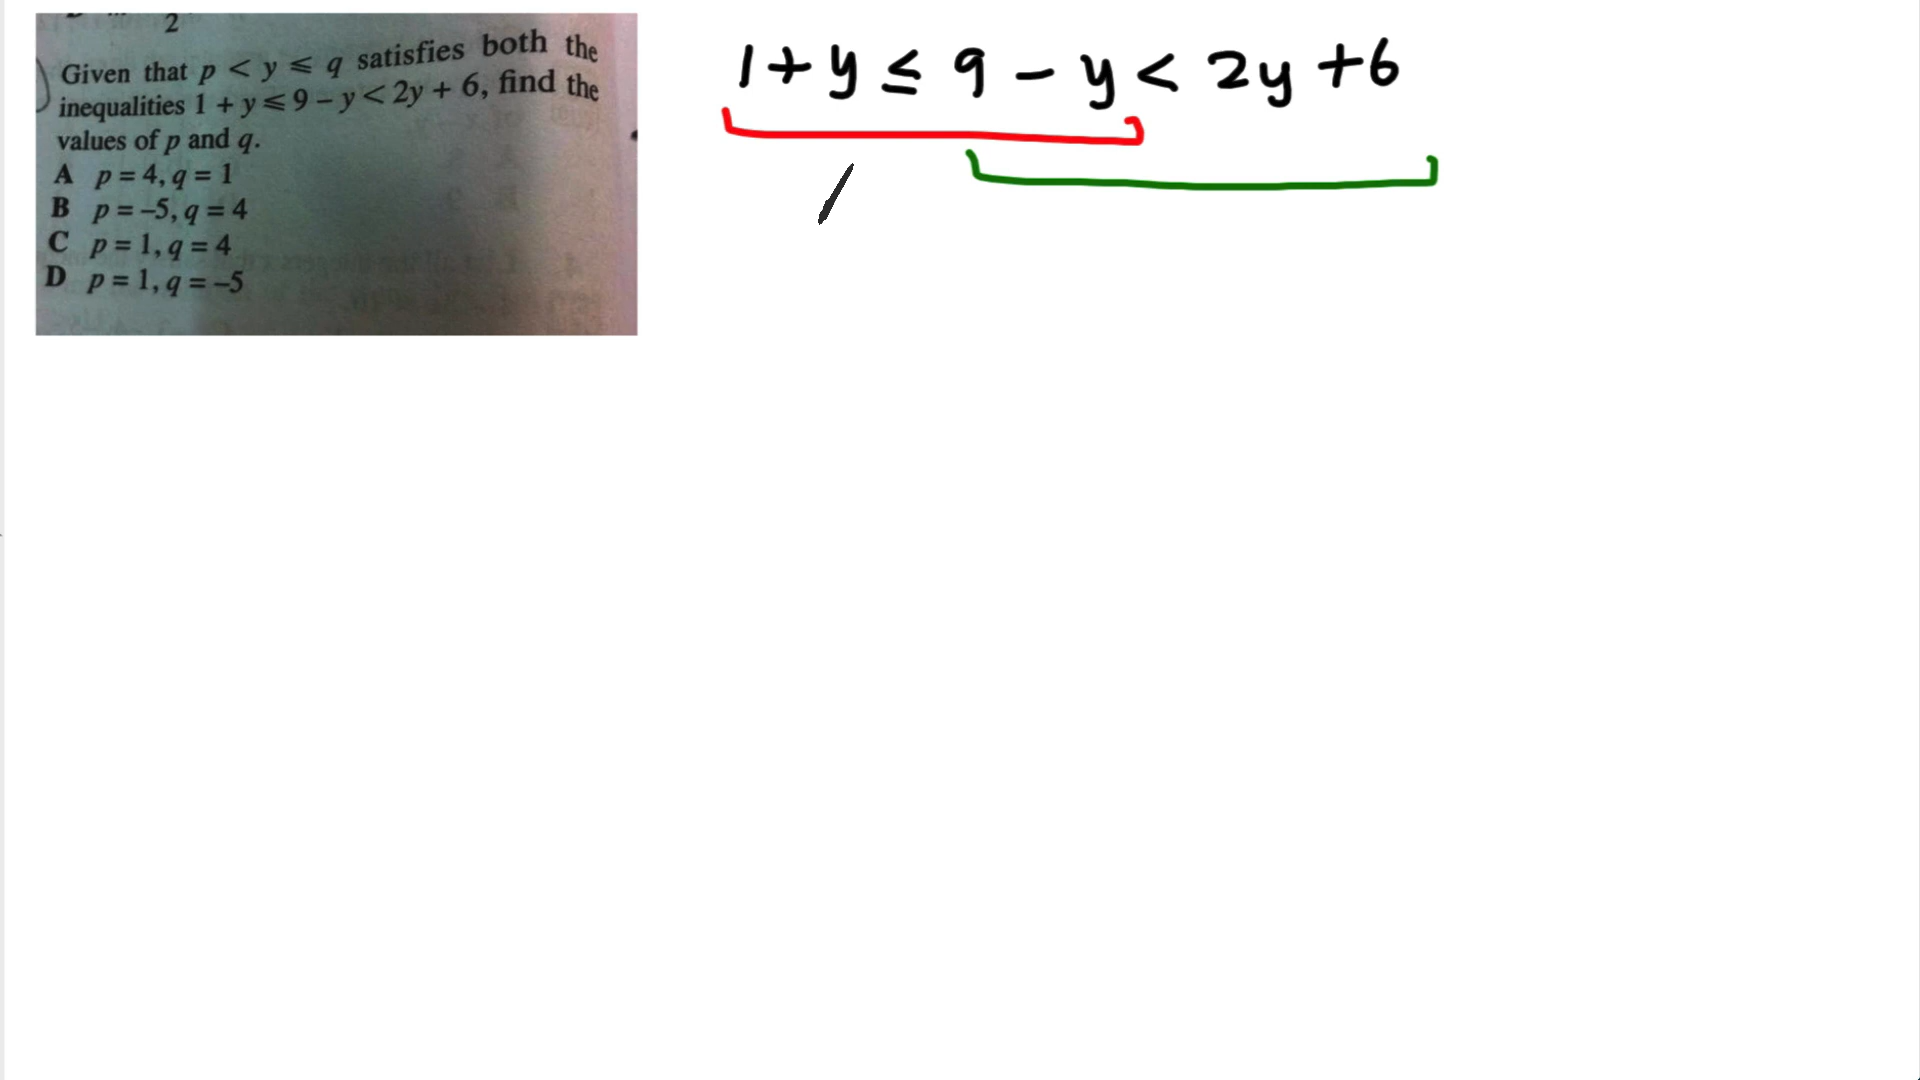 2
Given that p < y ⩽ q satisfies both the
inequalities 1 + y ⩽ 9 – y < 2y + 6, find the
values of p and q.
A p = 4, q = 1
B p = –5, q = 4
C p = 1, q = 4
D p = 1, q = –5
1 + y ≤ 9 – y < 2y + 6